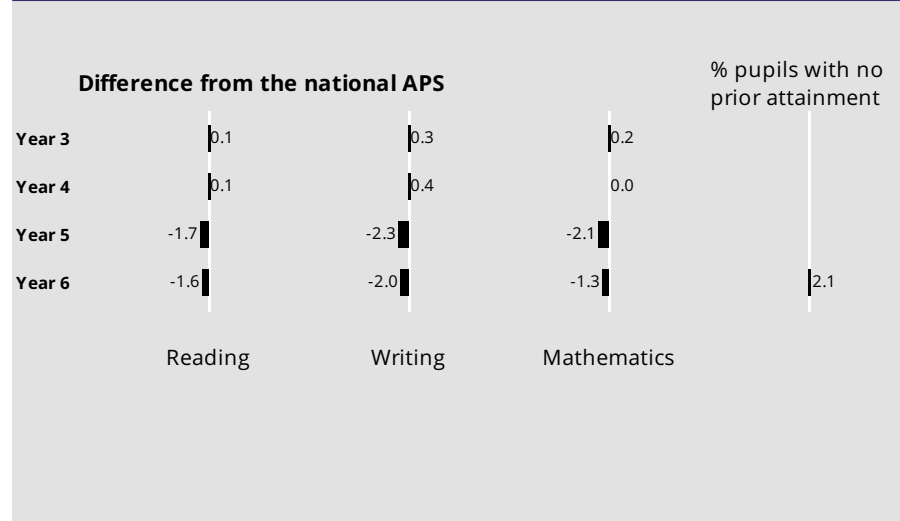 % pupils with no
prior attainment
Difference from the national APS
Year 3 0.1 0.3 0.2
Year 4 0.1 0.4 0.0
Year 5 -1.7 -2.3 -2.1
Year 6 -1.6 -2.0 -1.3 2.1
Reading Writing Mathematics